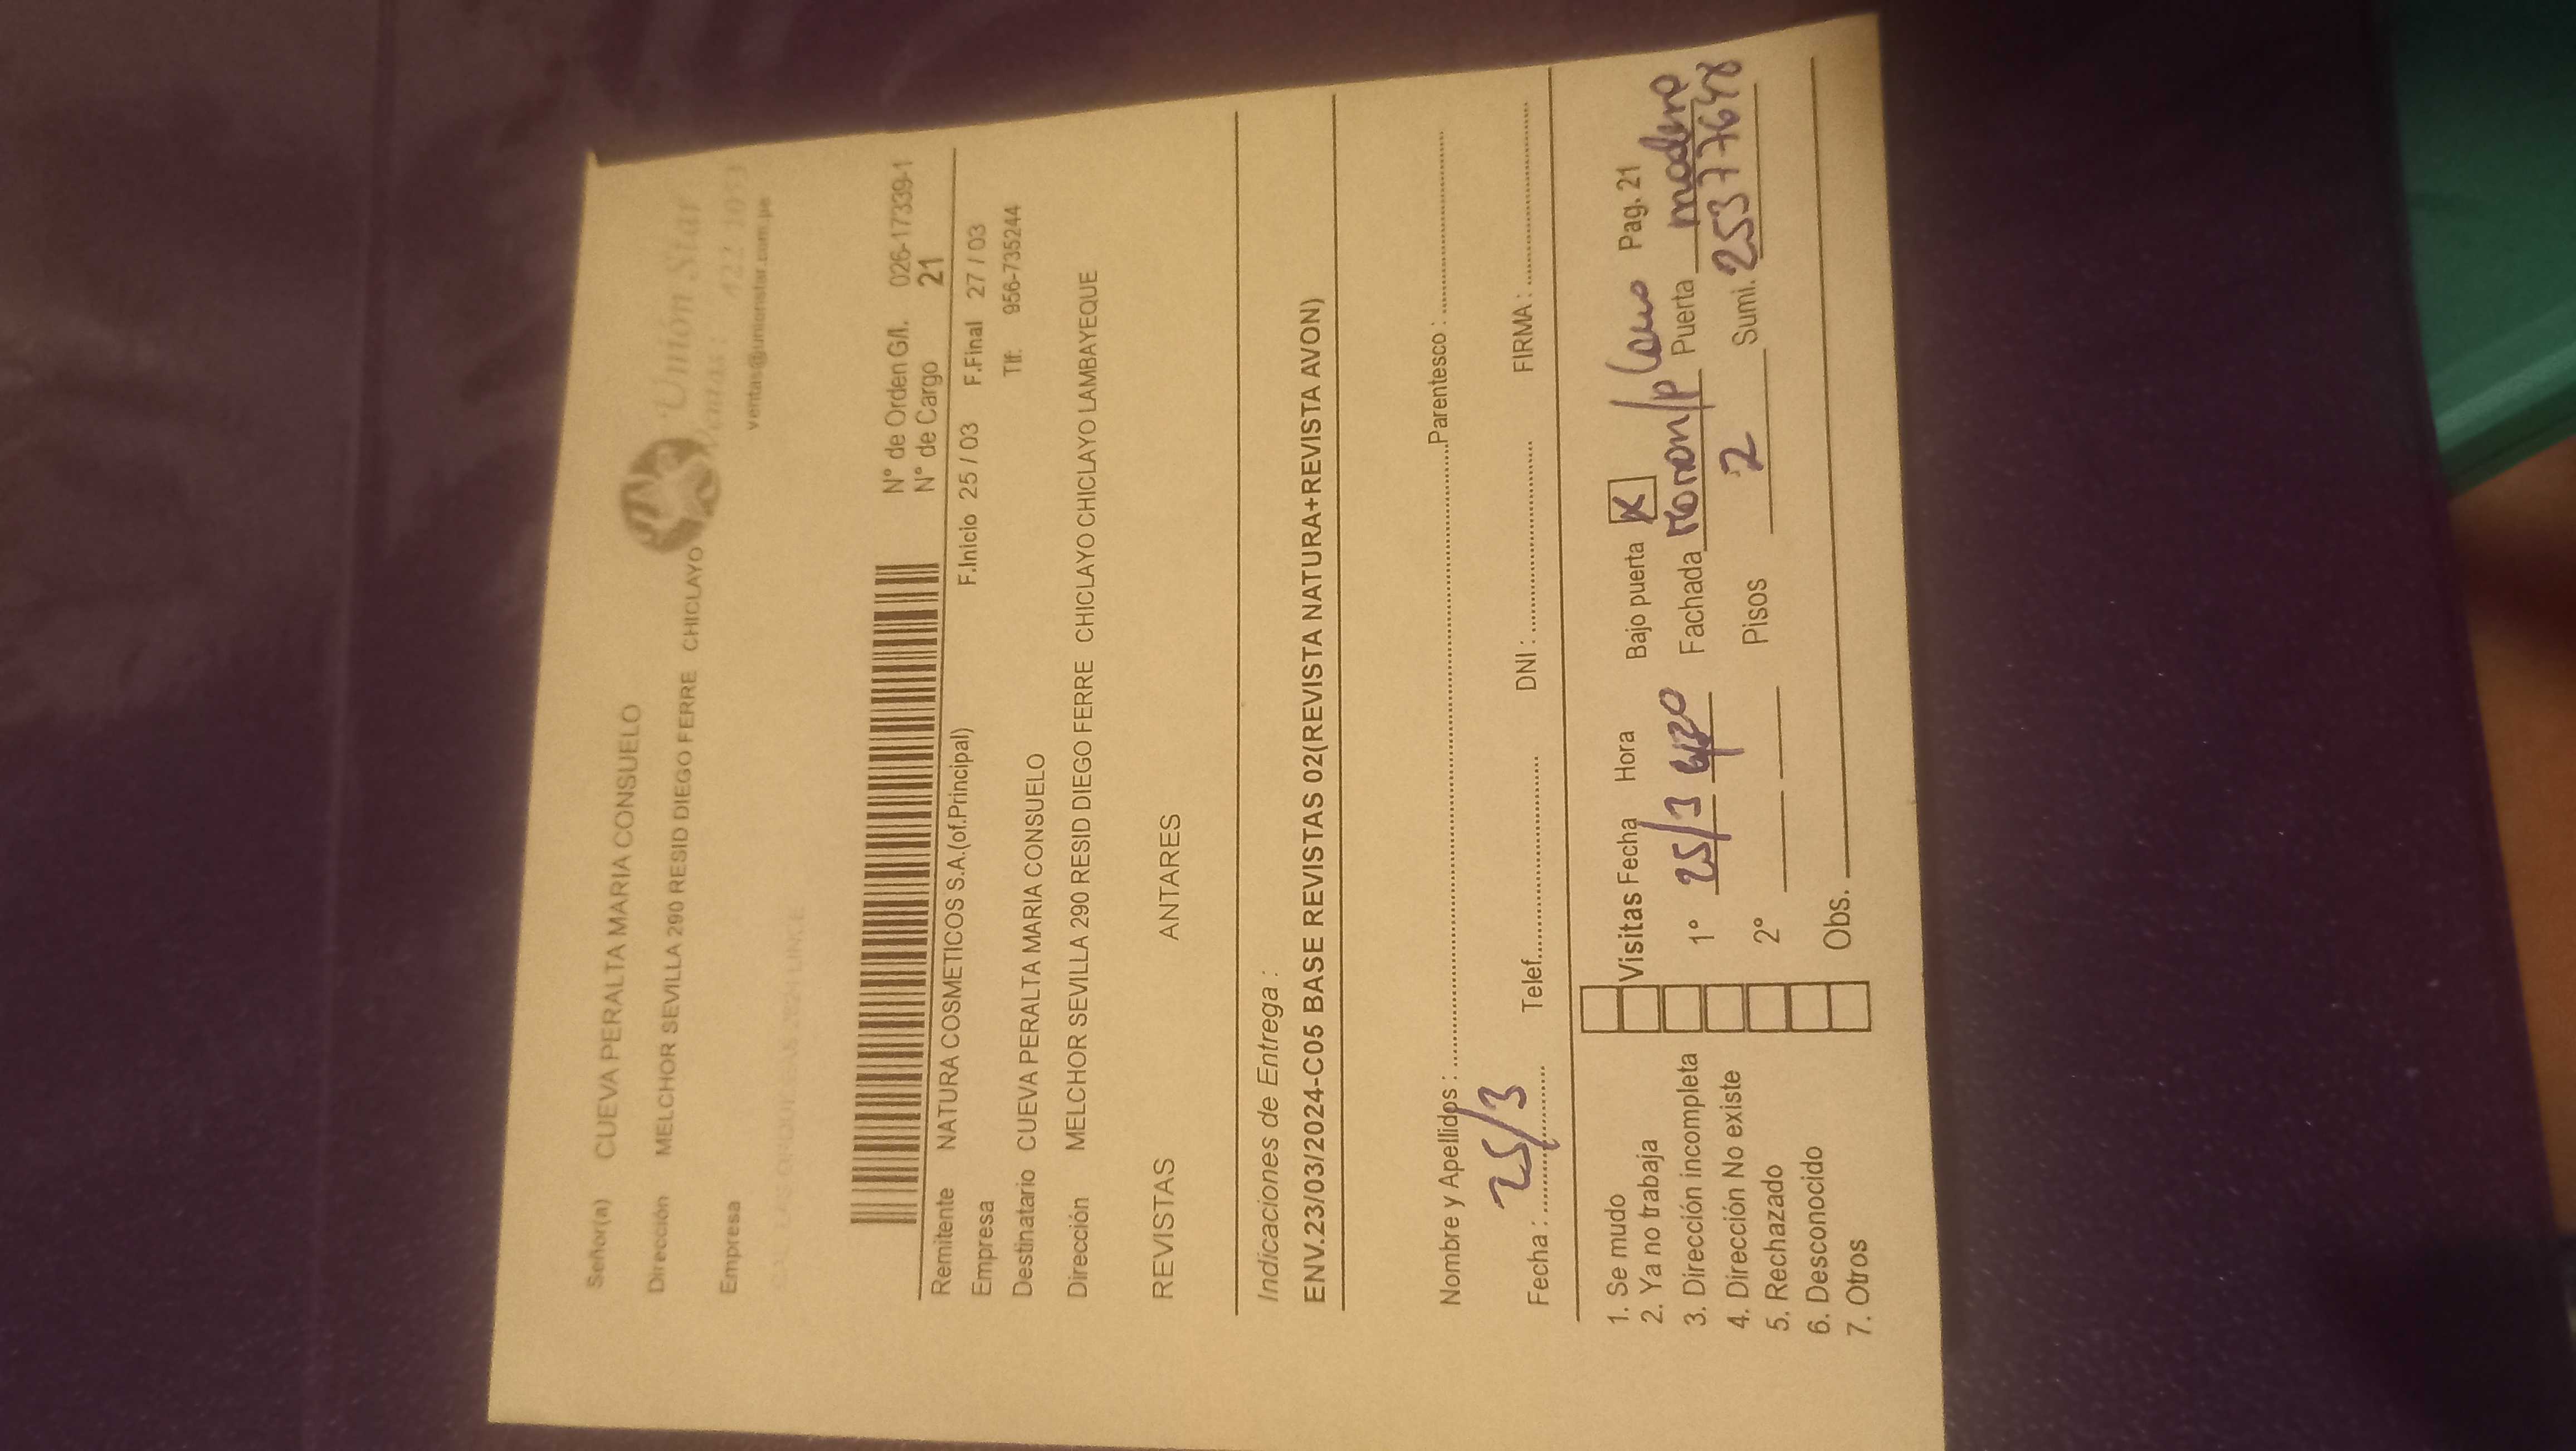 Señor(a) CUEVA PERALTA MARIA CONSUELO
Dirección MELCHOR SEVILLA 290 RESID DIEGO FERRE CHICLAYO
Unión Star
Ventas: 422 1013
ventas@unionstar.com.pe
Empresa
N° de Orden G/I. 026-17339-1
N° de Cargo 21
Remitente NATURA COSMETICOS S.A.(of.Principal) F.Inicio 25 / 03 F.Final 27 / 03
Empresa
Tlf. 956-735244
Destinatario CUEVA PERALTA MARIA CONSUELO
Dirección MELCHOR SEVILLA 290 RESID DIEGO FERRE CHICLAYO CHICLAYO LAMBAYEQUE
REVISTAS ANTARES
Indicaciones de Entrega :
ENV.23/03/2024-C05 BASE REVISTAS 02(REVISTA NATURA+REVISTA AVON)
Nombre y Apellidos : Parentesco :
Fecha : 25/3 Telef. DNI : FIRMA :
1. Se mudo
2. Ya no trabaja
3. Dirección incompleta
4. Dirección No existe
5. Rechazado
6. Desconocido
7. Otros
Visitas Fecha Hora Bajo puerta X Pag. 21
1° 25/3 Fachada Puerta
2° Pisos 2 Sumi. 25377648
Obs.